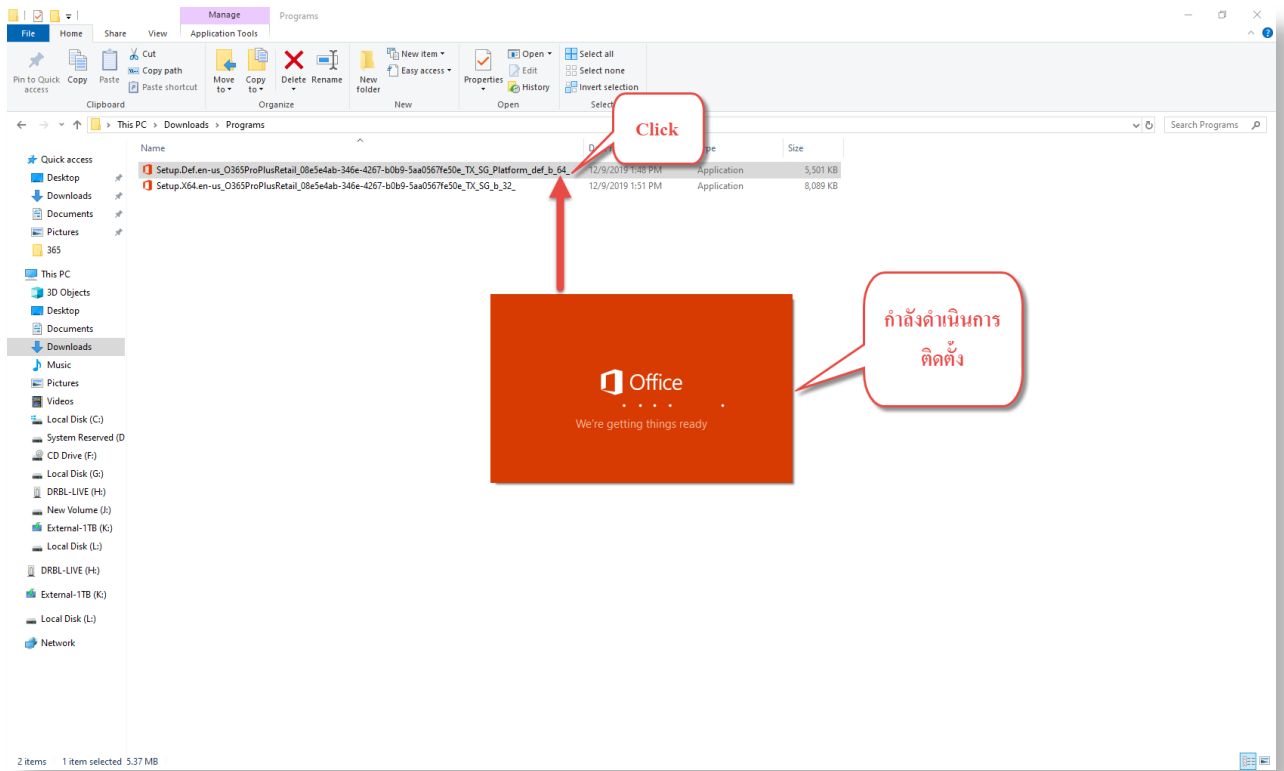 Manage
Programs
File
Home
Share
View
Application Tools
Pin to Quick access
Copy
Paste
Cut
Copy path
Paste shortcut
Clipboard
Move to
Copy to
Delete
Rename
Organize
New folder
New item
Easy access
New
Properties
Open
Edit
History
Open
Select all
Select none
Invert selection
Select
This PC > Downloads > Programs
Search Programs
Click
Name
Size
Setup.Def.en-us_O365ProPlusRetail_08e5e4ab-346e-4267-b0b9-5aa0567fe50e_TX_SG_Platform_def_b_64_
12/9/2019 1:48 PM
Application
5,501 KB
Setup.X64.en-us_O365ProPlusRetail_08e5e4ab-346e-4267-b0b9-5aa0567fe50e_TX_SG_b_32_
12/9/2019 1:51 PM
Application
8,089 KB
Quick access
Desktop
Downloads
Documents
Pictures
365
This PC
3D Objects
Desktop
Documents
Downloads
Music
Pictures
Videos
Local Disk (C:)
System Reserved (D
CD Drive (F:)
Local Disk (G:)
DRBL-LIVE (H:)
New Volume (J:)
External-1TB (K:)
Local Disk (L:)
DRBL-LIVE (H:)
External-1TB (K:)
Local Disk (L:)
Network
Office
We're getting things ready
กำลังดำเนินการ
ติดตั้ง
2 items
1 item selected 5.37 MB